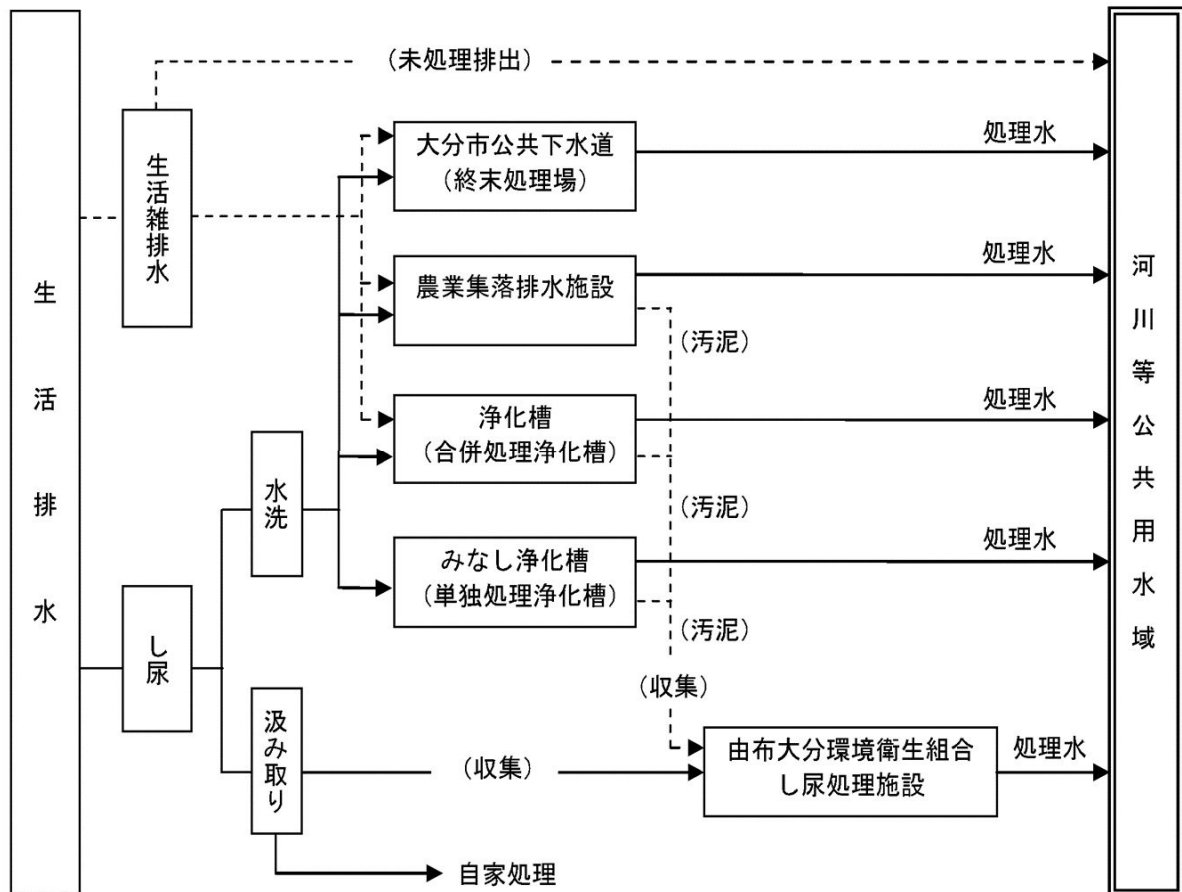 生活排水
(未処理排出)
生活雑排水
大分市公共下水道
(終末処理場)
処理水
農業集落排水施設
処理水
(汚泥)
浄化槽
(合併処理浄化槽)
処理水
(汚泥)
水洗
みなし浄化槽
(単独処理浄化槽)
処理水
(汚泥)
し尿
(収集)
汲み取り
(収集)
由布大分環境衛生組合
し尿処理施設
処理水
自家処理
河川等公共用水域